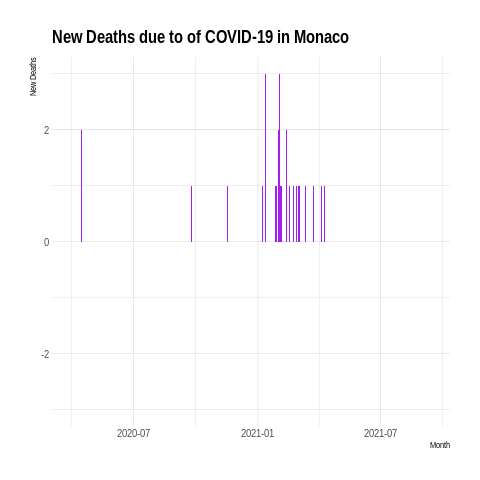 New Deaths due to of COVID-19 in Monaco
New Deaths
2
0
-2
2020-07
2021-01
2021-07
Month